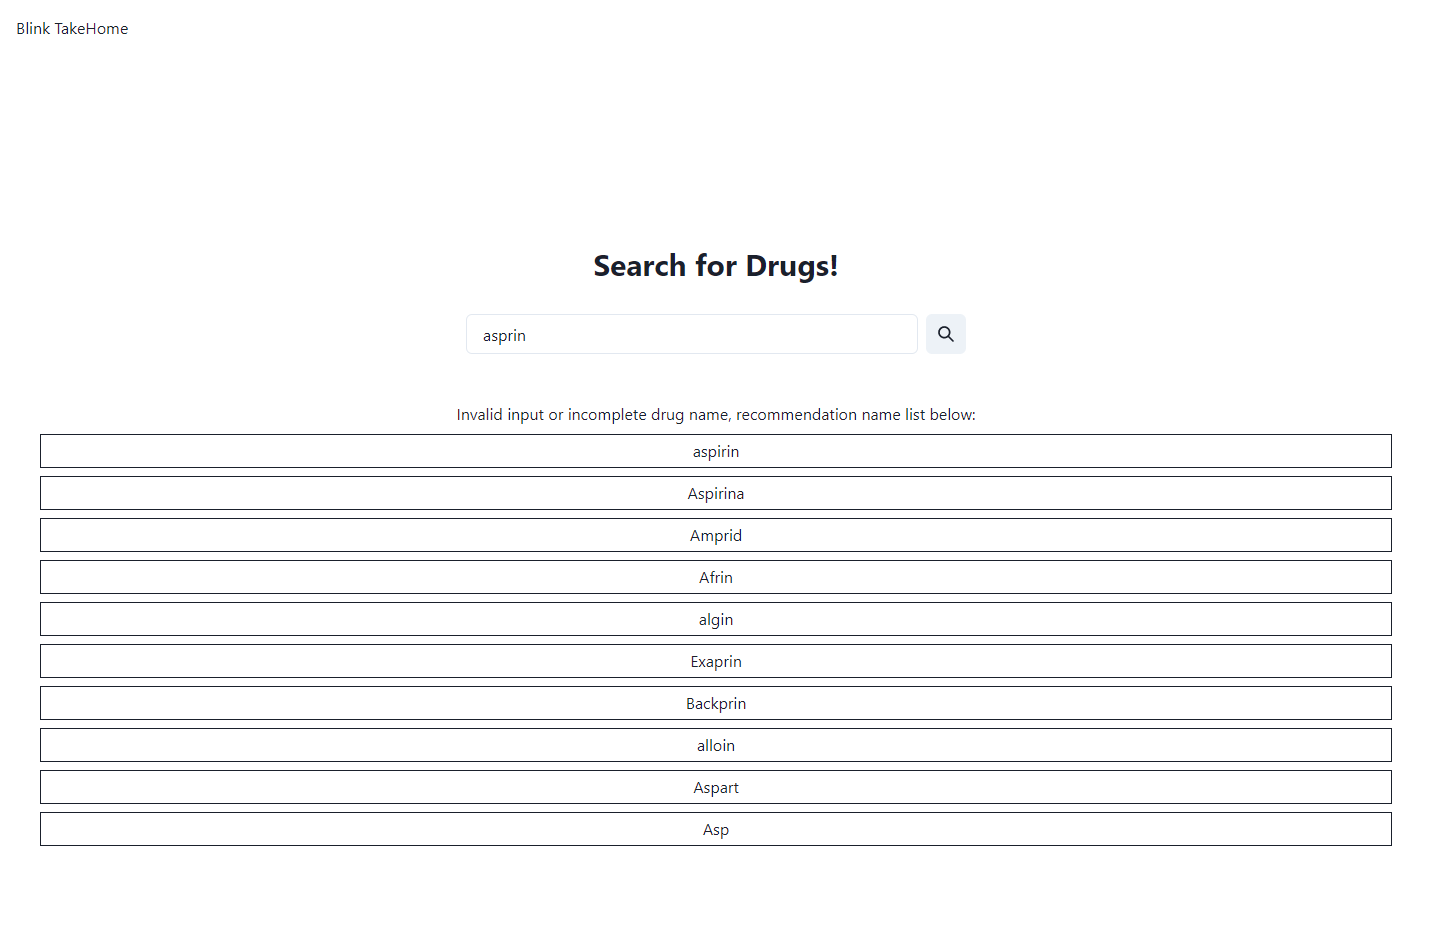 Blink TakeHome
Search for Drugs!
asprin
Invalid input or incomplete drug name, recommendation name list below:
aspirin
Aspirina
Amprid
Afrin
algin
Exaprin
Backprin
alloin
Aspart
Asp